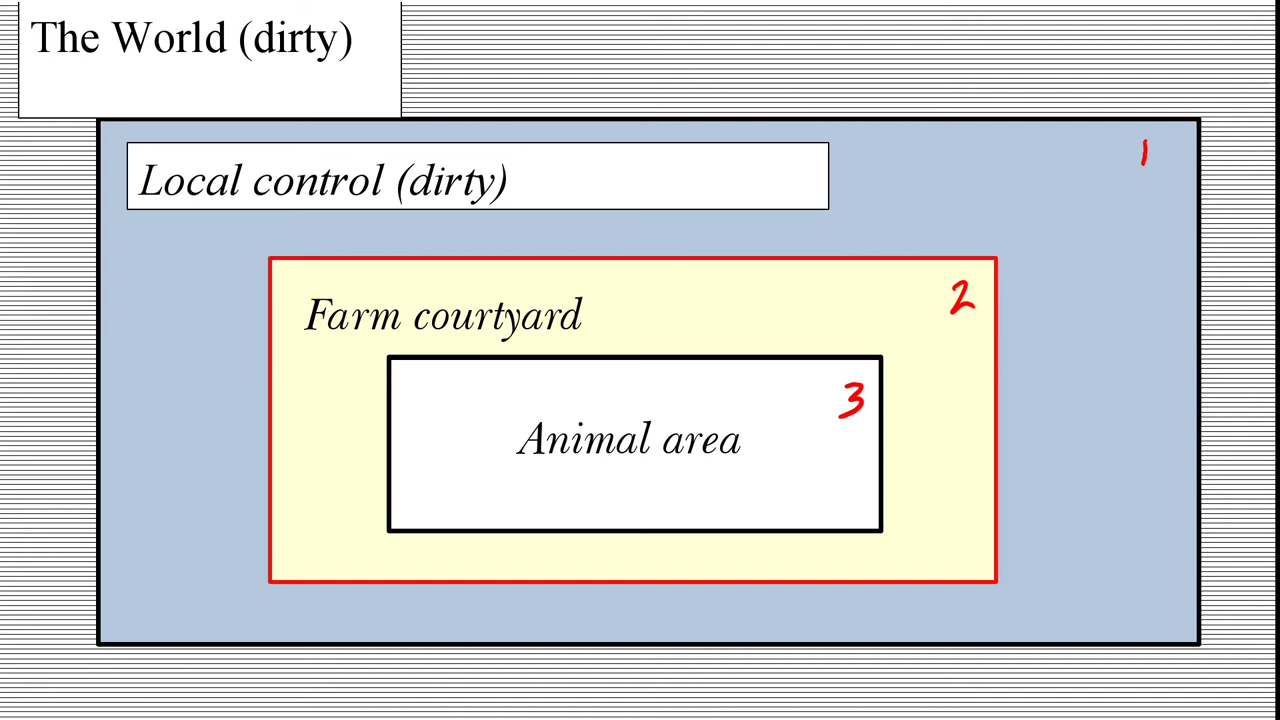 The World (dirty)
1
Local control (dirty)
2
Farm courtyard
3
Animal area